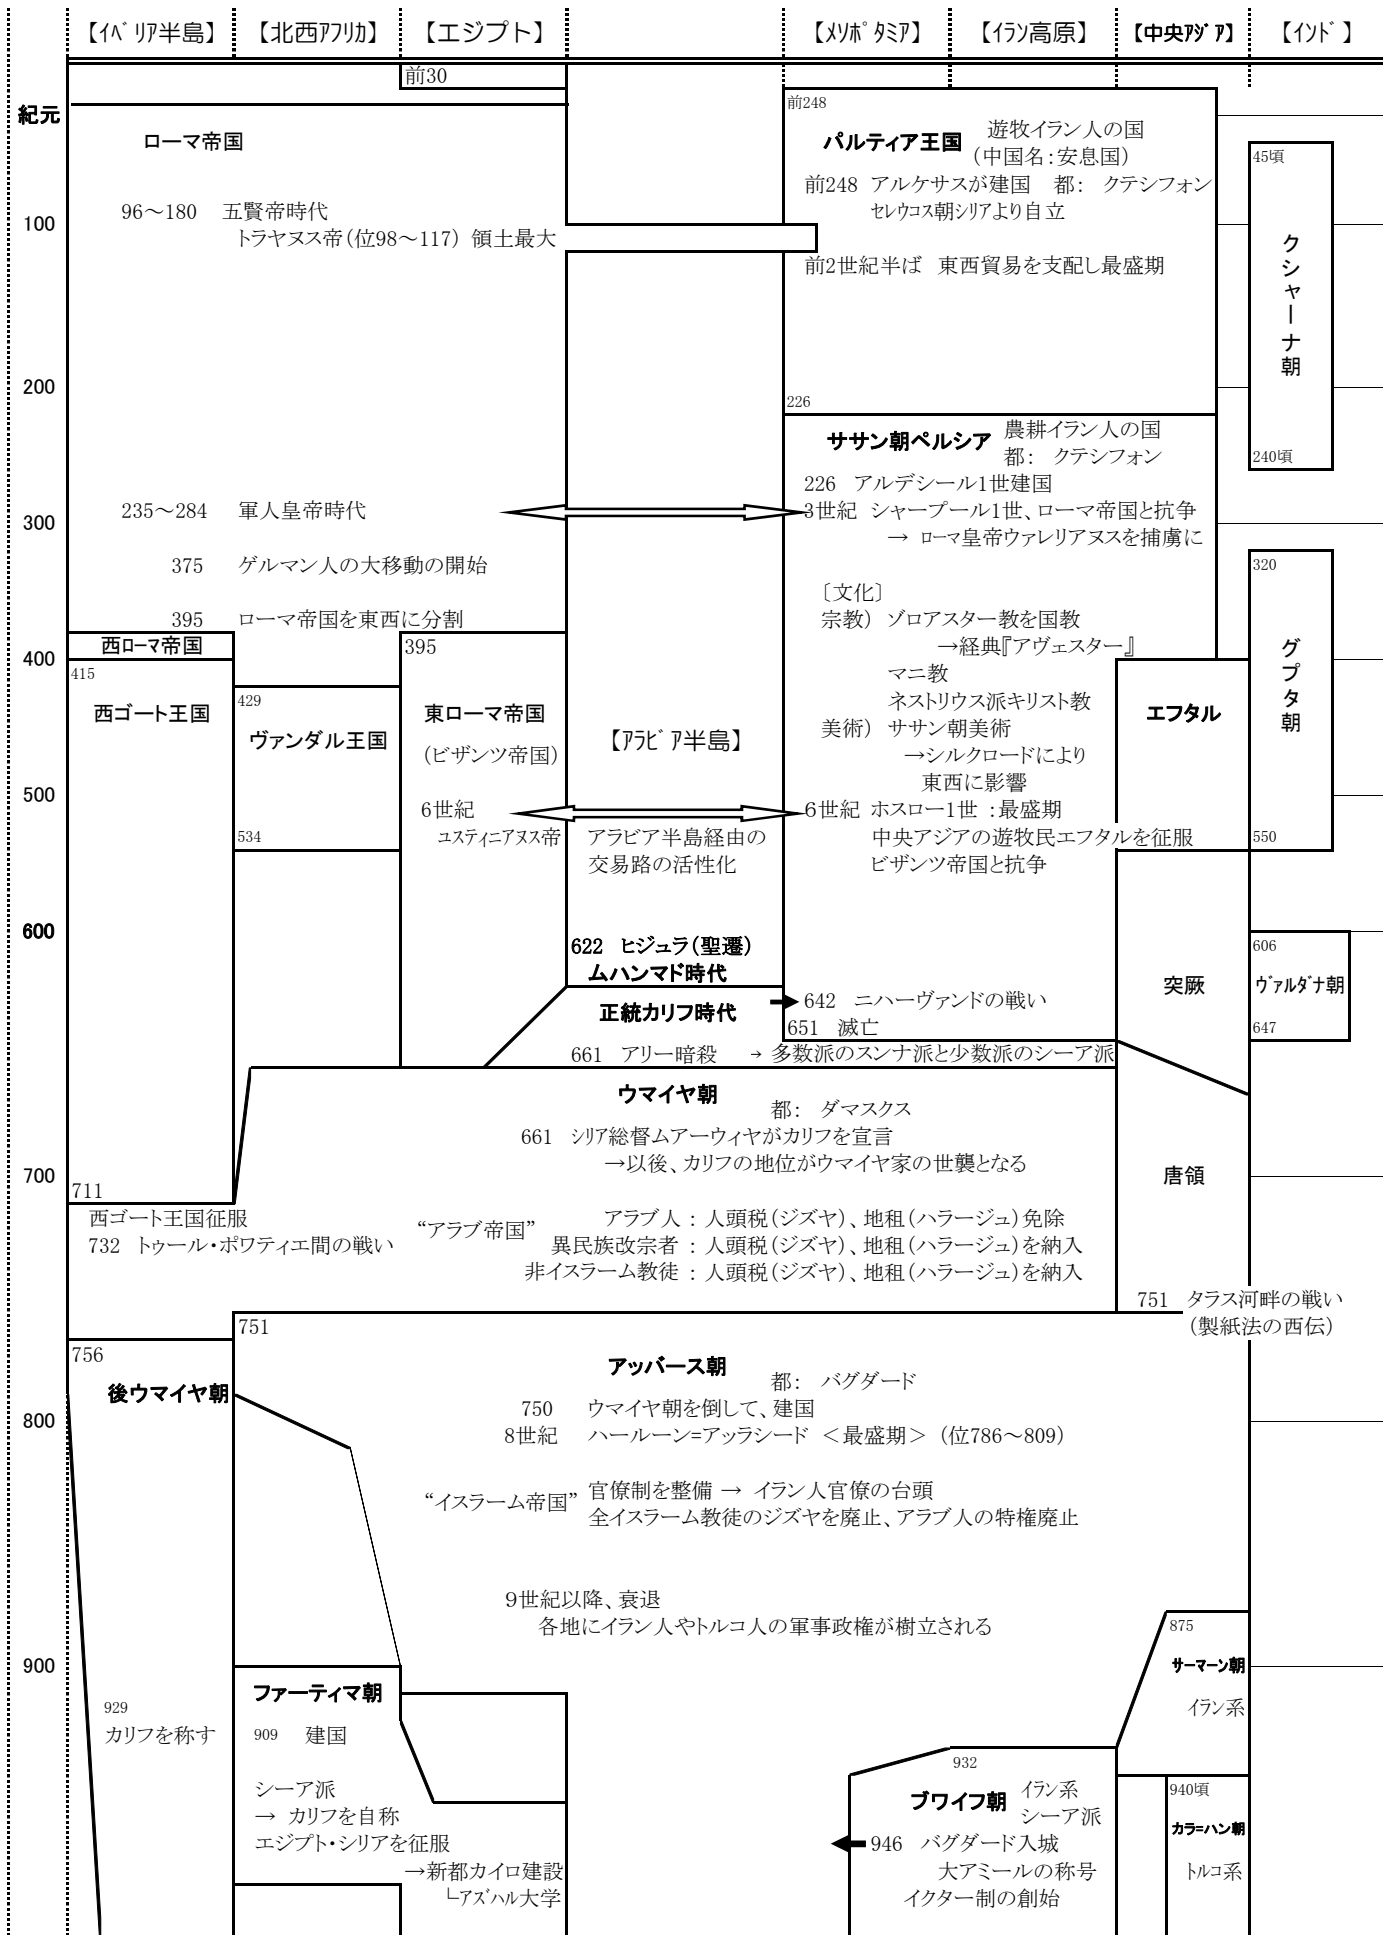 【イベリア半島】 【北西アフリカ】 【エジプト】 【メソポタミア】 【イラン高原】 【中央アジア】 【インド】
前30
前248
紀元
ローマ帝国
パルティア王国 遊牧イラン人の国
(中国名：安息国)
45頃
前248 アルケサスが建国 都： クテシフォン
セレウコス朝シリアより自立
96～180 五賢帝時代
100
トラヤヌス帝(位98～117) 領土最大
前2世紀半ば 東西貿易を支配し最盛期
クシャーナ朝
200
226
ササン朝ペルシア 農耕イラン人の国
都： クテシフォン
240頃
226 アルデシール1世建国
235～284 軍人皇帝時代
3世紀 シャープール1世、ローマ帝国と抗争
300
→ ローマ皇帝ウァレリアヌスを捕虜に
375 ゲルマン人の大移動の開始
320
〔文化〕
395 ローマ帝国を東西に分割
宗教) ゾロアスター教を国教
西ローマ帝国
395
→経典『アヴェスター』
400
415
マニ教
グプタ朝
429
ネストリウス派キリスト教
西ゴート王国
東ローマ帝国
美術) ササン朝美術
エフタル
ヴァンダル王国
(ビザンツ帝国)
【アラビア半島】
→シルクロードにより
東西に影響
500
6世紀
6世紀 ホスロー1世 ：最盛期
534
ユスティニアヌス帝
アラビア半島経由の
交易路の活性化
中央アジアの遊牧民エフタルを征服
550
ビザンツ帝国と抗争
600
622 ヒジュラ(聖遷)
ムハンマド時代
606
突厥
ヴァルダナ朝
正統カリフ時代
642 ニハーヴァンドの戦い
651 滅亡
647
661 アリー暗殺 → 多数派のスンナ派と少数派のシーア派
ウマイヤ朝
都： ダマスクス
661 シリア総督ムアーウィヤがカリフを宣言
→以後、カリフの地位がウマイヤ家の世襲となる
700
唐領
711
西ゴート王国征服
732 トゥール・ポワティエ間の戦い
“アラブ帝国”
アラブ人 ： 人頭税(ジズヤ)、地租(ハラージュ)免除
異民族改宗者 ： 人頭税(ジズヤ)、地租(ハラージュ)を納入
非イスラーム教徒 ： 人頭税(ジズヤ)、地租(ハラージュ)を納入
751 タラス河畔の戦い
(製紙法の西伝)
751
756
アッバース朝
都： バグダード
後ウマイヤ朝
750 ウマイヤ朝を倒して、建国
800
8世紀 ハールーン=アッラシード ＜最盛期＞ (位786～809)
“イスラーム帝国”
官僚制を整備 → イラン人官僚の台頭
全イスラーム教徒のジズヤを廃止、アラブ人の特権廃止
9世紀以降、衰退
各地にイラン人やトルコ人の軍事政権が樹立される
875
900
サーマーン朝
ファーティマ朝
イラン系
929
カリフを称す
909 建国
932
シーア派
→ カリフを自称
エジプト・シリアを征服
→新都カイロ建設
└アズハル大学
ブワイフ朝 イラン系
シーア派
946 バグダード入城
大アミールの称号
イクター制の創始
940頃
カラ=ハン朝
トルコ系